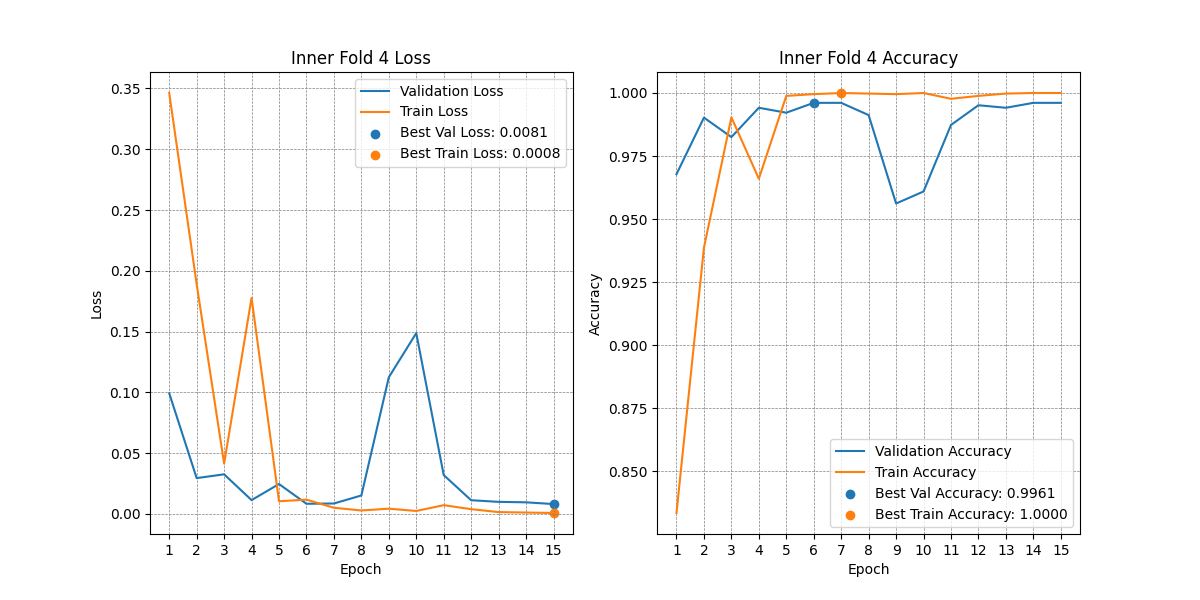 Inner Fold 4 Loss
Loss
0.35
0.30
0.25
0.20
0.15
0.10
0.05
0.00
Validation Loss
Train Loss
Best Val Loss: 0.0081
Best Train Loss: 0.0008
1 2 3 4 5 6 7 8 9 10 11 12 13 14 15
Epoch
Inner Fold 4 Accuracy
Accuracy
1.000
0.975
0.950
0.925
0.900
0.875
0.850
Validation Accuracy
Train Accuracy
Best Val Accuracy: 0.9961
Best Train Accuracy: 1.0000
1 2 3 4 5 6 7 8 9 10 11 12 13 14 15
Epoch